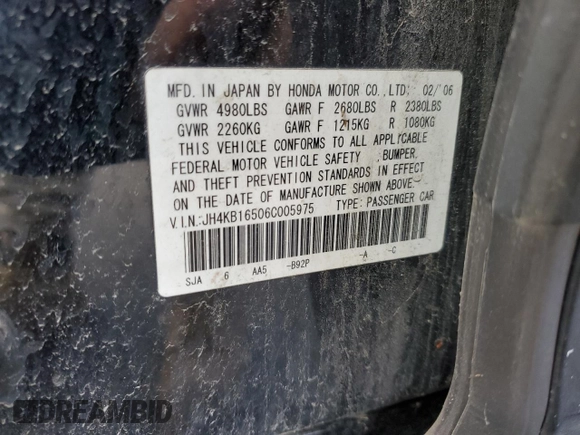 MFD. IN JAPAN BY HONDA MOTOR CO., LTD. 02/'06
GVWR 4980LBS GAWR F 2680LBS R 2380LBS
GVWR 2260KG GAWR F 1215KG R 1080KG
THIS VEHICLE CONFORMS TO ALL APPLICABLE
FEDERAL MOTOR VEHICLE SAFETY ,BUMPER,
AND THEFT PREVENTION STANDARDS IN EFFECT
ON THE DATE OF MANUFACTURE SHOWN ABOVE.
V.I.N.:JH4KB16506C005975 TYPE: PASSENGER CAR
SJA 6 AA5 -B92P -A -C
DREAMBID